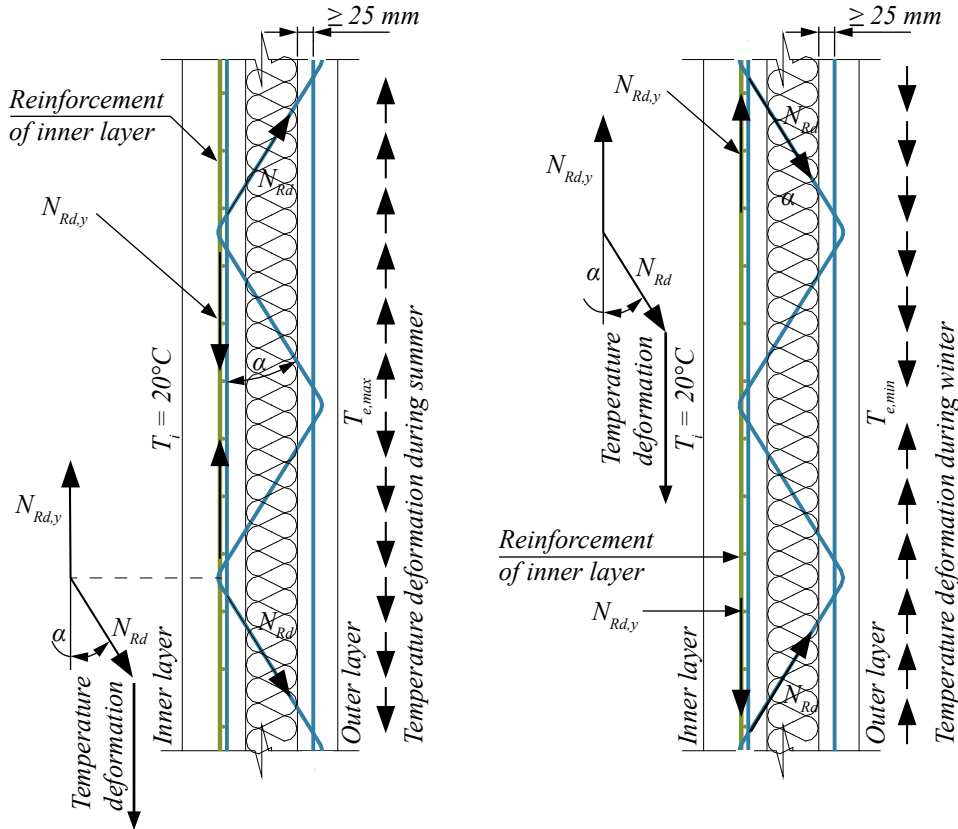 ≥ 25 mm
Reinforcement
of inner layer
N_Rd
N_Rd,y
α
T_i = 20°C
T_e,max
Temperature deformation during summer
N_Rd,y
α
N_Rd
Temperature
deformation
Inner layer
N_Rd
Outer layer
≥ 25 mm
N_Rd,y
N_Rd
N_Rd,y
α
α
N_Rd
Temperature
deformation
T_i = 20°C
T_e,min
Temperature deformation during winter
Reinforcement
of inner layer
N_Rd,y
Inner layer
N_Rd
Outer layer